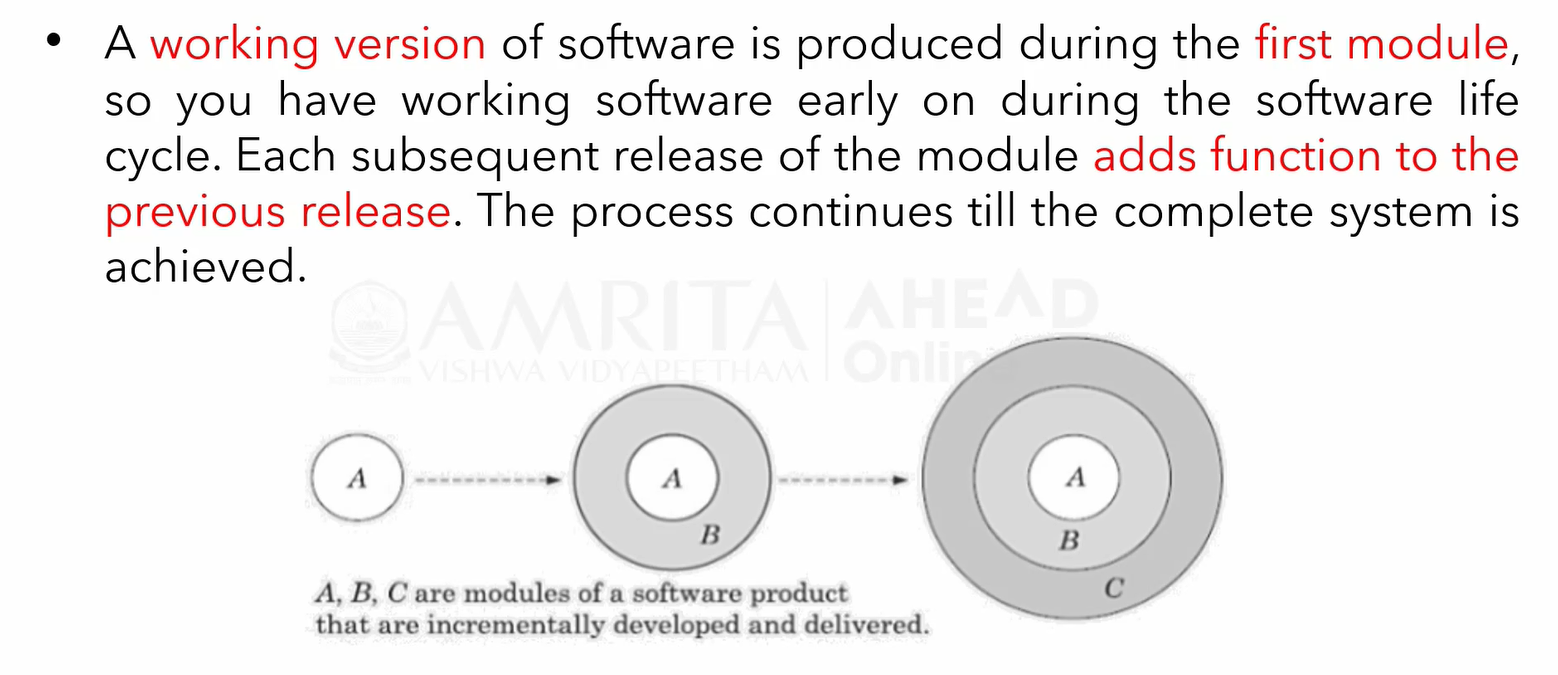 • A working version of software is produced during the first module,
so you have working software early on during the software life
cycle. Each subsequent release of the module adds function to the
previous release. The process continues till the complete system is
achieved.
AMRITA
VISHWA VIDYAPEETHAM
AHEAD
Online
A
A
B
A
B
C
A, B, C are modules of a software product
that are incrementally developed and delivered.